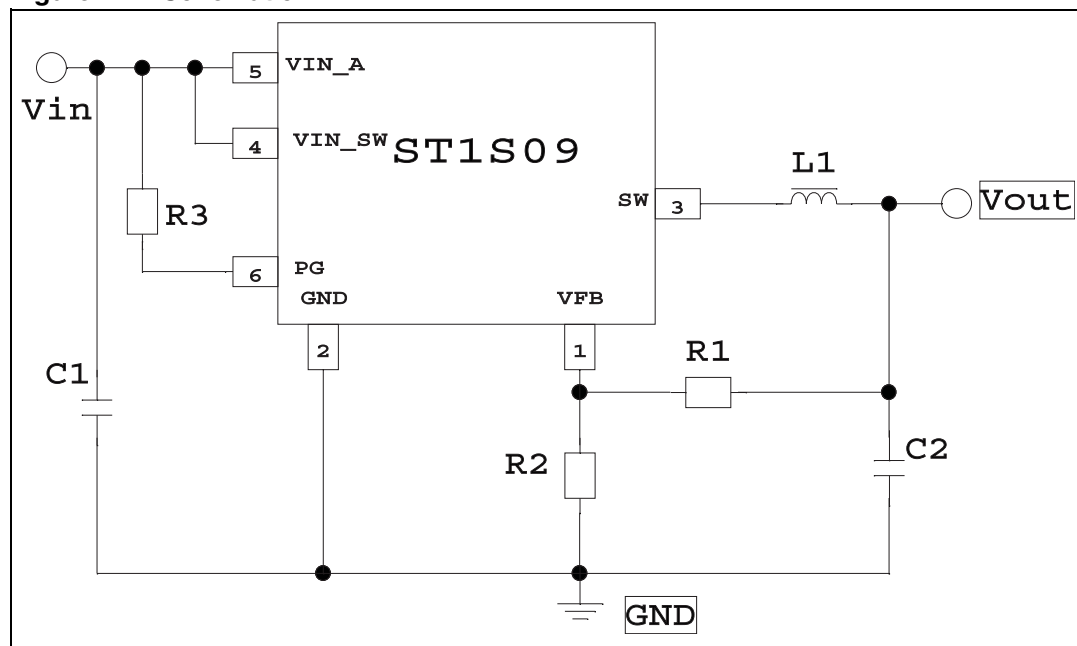 5
VIN_A
Vin
4
VIN_SW
ST1S09
L1
SW
3
Vout
R3
6
PG
GND
VFB
2
1
R1
C1
R2
C2
GND